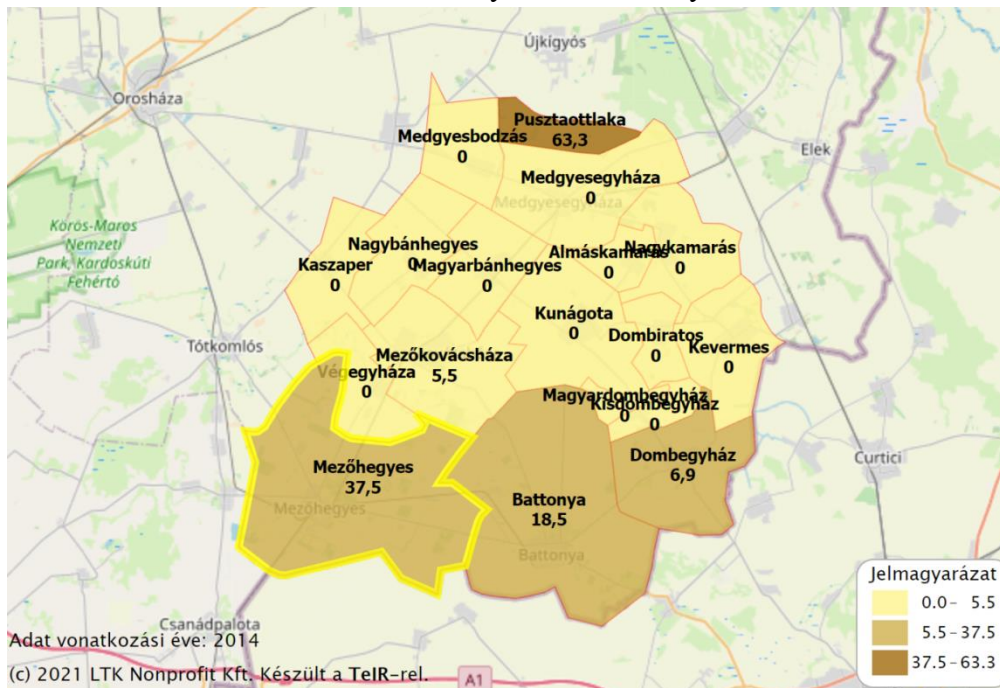 Újkígyós
Orosháza
Pusztaottlaka
63,3
Medgyesbodzás
0
Elek
Medgyesegyháza
0
Medgyesegyháza
Körös-Maros
Nemzeti
Park, Kardoskúti
Fehértó
Nagybánhegyes
0
Almáskamarás
0
Nagykamarás
0
Kaszaper
0
Magyarbánhegyes
0
Kunágota
0
Tótkomlós
Dombiratos
0
Kevermes
0
Mezőkovácsháza
5,5
Végegyháza
0
Magyardombegyház
0
Kisdombegyház
0
Dombegyház
6,9
Curtici
Mezőhegyes
37,5
Mezőhegyes
Battonya
18,5
Battonya
Jelmagyarázat
0.0 - 5.5
5.5 - 37.5
37.5 - 63.3
Csanádpalota
Adat vonatkozási éve: 2014
(c) 2021 LTK Nonprofit Kft. Készült a TeIR-rel.
A1